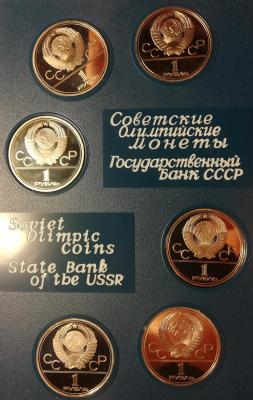 СССР
1
РУБЛЬ
СССР
1
РУБЛЬ
СССР
1
РУБЛЬ
Советские
Олимпийские
монеты
Государственный
Банк СССР
Soviet
Olimpic
Coins
State Bank
of the USSR
СССР
1
РУБЛЬ
СССР
1
РУБЛЬ
СССР
1
РУБЛЬ